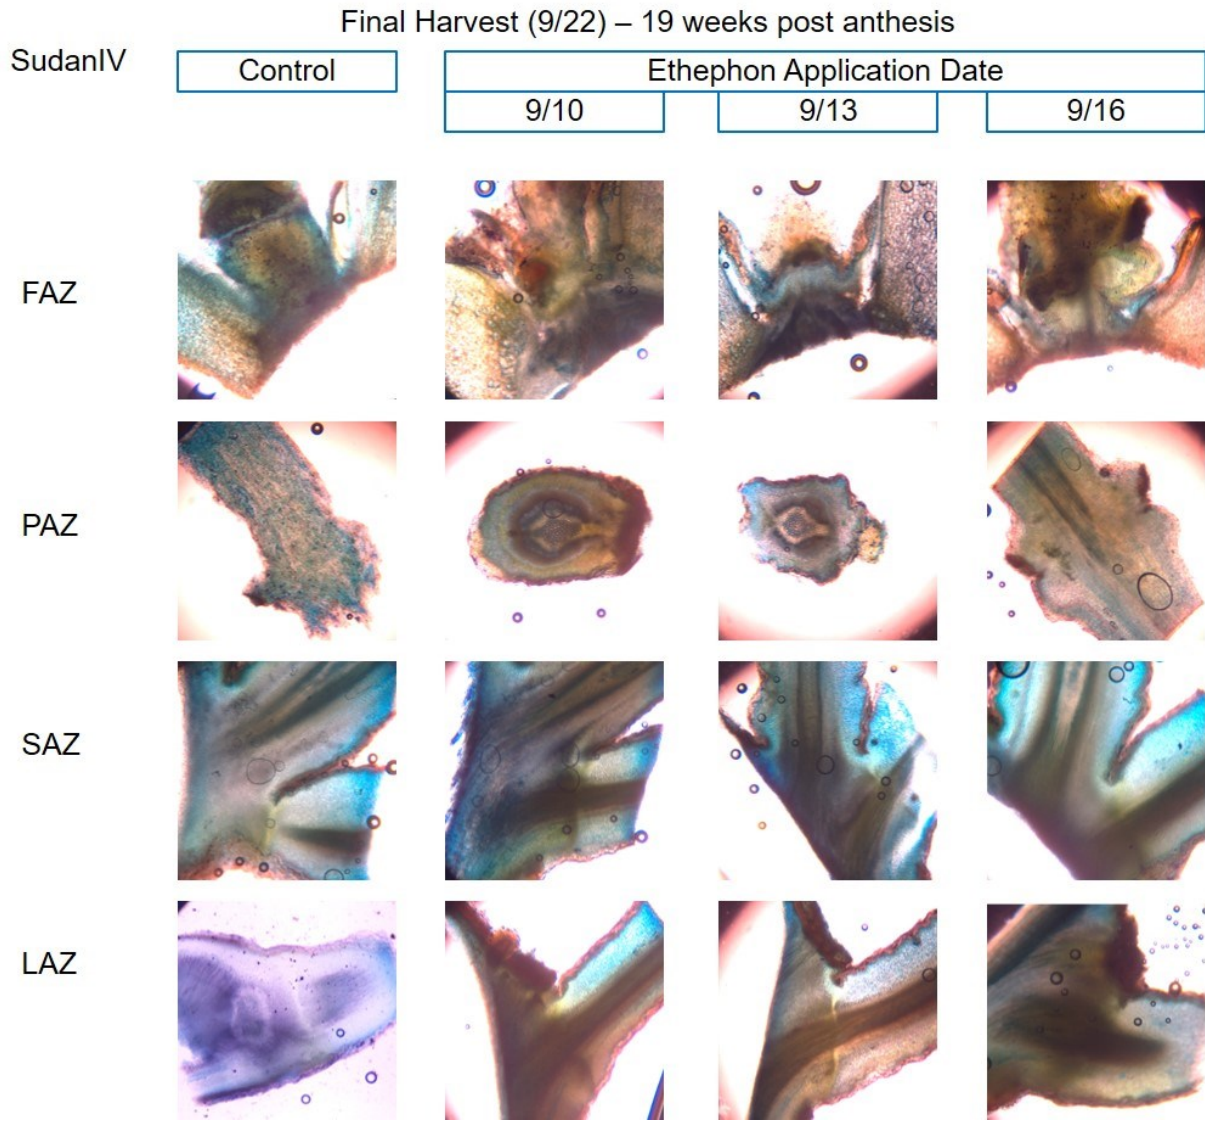 Final Harvest (9/22) – 19 weeks post anthesis
SudanIV
Control
Ethephon Application Date
9/10
9/13
9/16
FAZ
PAZ
SAZ
LAZ